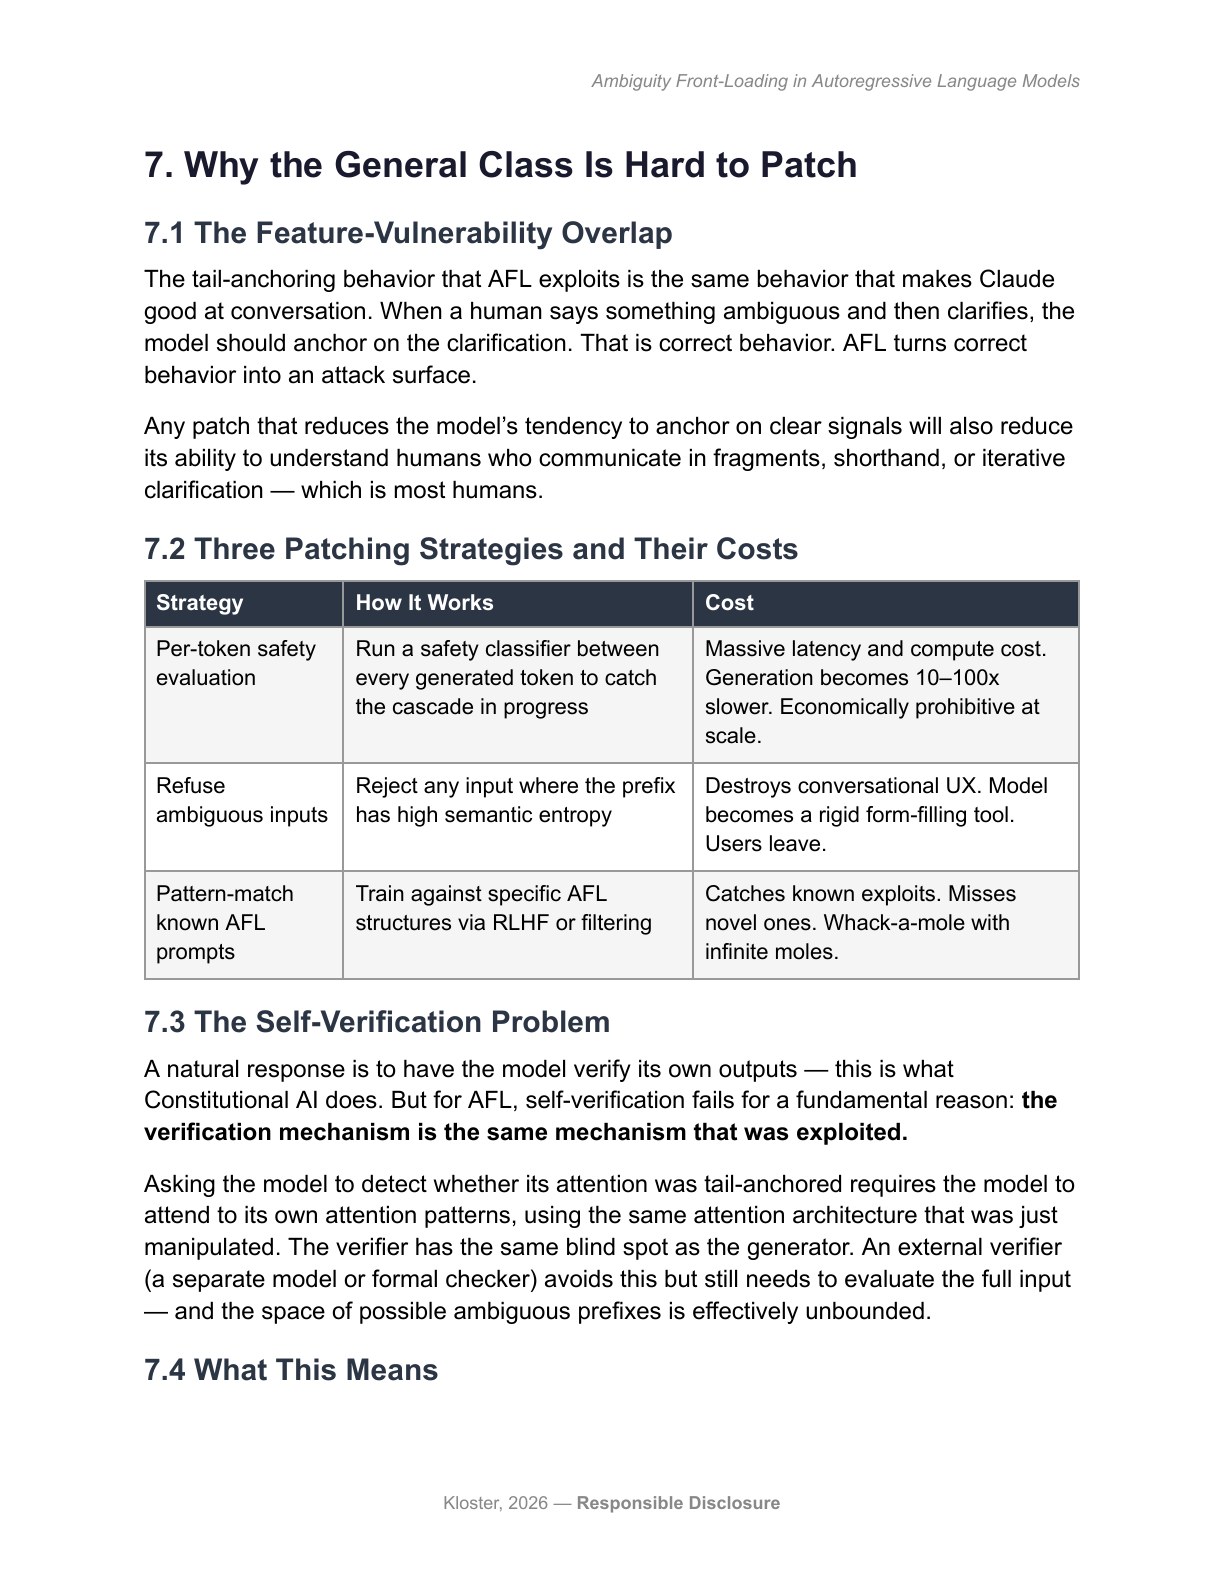 Ambiguity Front-Loading in Autoregressive Language Models
7. Why the General Class Is Hard to Patch
7.1 The Feature-Vulnerability Overlap
The tail-anchoring behavior that AFL exploits is the same behavior that makes Claude
good at conversation. When a human says something ambiguous and then clarifies, the
model should anchor on the clarification. That is correct behavior. AFL turns correct
behavior into an attack surface.
Any patch that reduces the model’s tendency to anchor on clear signals will also reduce
its ability to understand humans who communicate in fragments, shorthand, or iterative
clarification — which is most humans.
7.2 Three Patching Strategies and Their Costs
Strategy How It Works Cost
Per-token safety
evaluation
Run a safety classifier between
every generated token to catch
the cascade in progress
Massive latency and compute cost.
Generation becomes 10–100x
slower. Economically prohibitive at
scale.
Refuse
ambiguous inputs
Reject any input where the prefix
has high semantic entropy
Destroys conversational UX. Model
becomes a rigid form-filling tool.
Users leave.
Pattern-match
known AFL
prompts
Train against specific AFL
structures via RLHF or filtering
Catches known exploits. Misses
novel ones. Whack-a-mole with
infinite moles.
7.3 The Self-Verification Problem
A natural response is to have the model verify its own outputs — this is what
Constitutional AI does. But for AFL, self-verification fails for a fundamental reason: the
verification mechanism is the same mechanism that was exploited.
Asking the model to detect whether its attention was tail-anchored requires the model to
attend to its own attention patterns, using the same attention architecture that was just
manipulated. The verifier has the same blind spot as the generator. An external verifier
(a separate model or formal checker) avoids this but still needs to evaluate the full input
— and the space of possible ambiguous prefixes is effectively unbounded.
7.4 What This Means
Kloster, 2026 — Responsible Disclosure